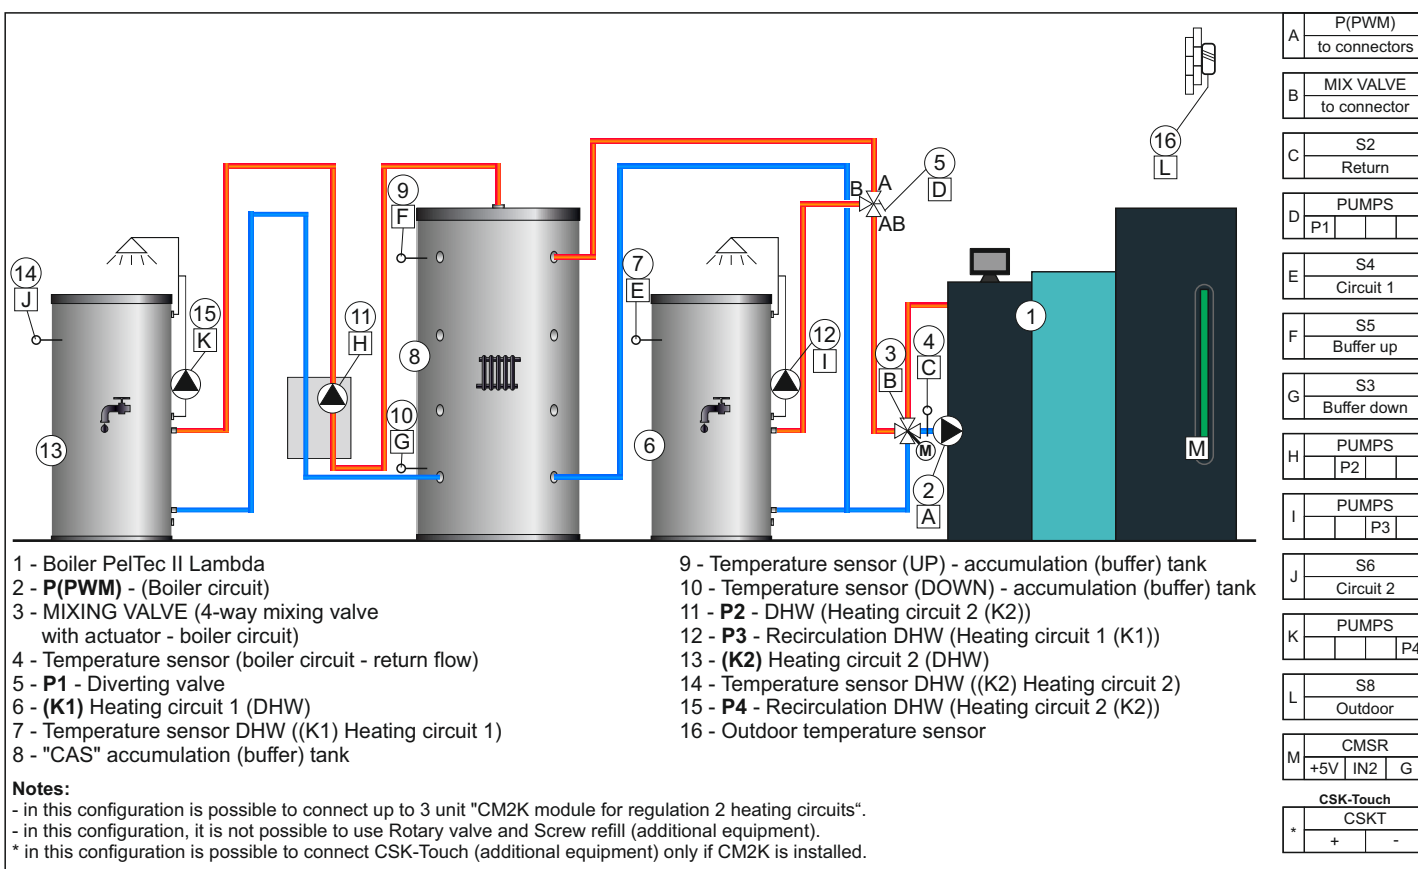 9
F
14
J
15
K
11
H
10
G
13
8
7
E
12
I
6
B
A
AB
5
D
16
L
1
3
B
4
C
M
2
A
M
1 - Boiler PelTec II Lambda
2 - P(PWM) - (Boiler circuit)
3 - MIXING VALVE (4-way mixing valve
with actuator - boiler circuit)
4 - Temperature sensor (boiler circuit - return flow)
5 - P1 - Diverting valve
6 - (K1) Heating circuit 1 (DHW)
7 - Temperature sensor DHW ((K1) Heating circuit 1)
8 - "CAS" accumulation (buffer) tank
9 - Temperature sensor (UP) - accumulation (buffer) tank
10 - Temperature sensor (DOWN) - accumulation (buffer) tank
11 - P2 - DHW (Heating circuit 2 (K2))
12 - P3 - Recirculation DHW (Heating circuit 1 (K1))
13 - (K2) Heating circuit 2 (DHW)
14 - Temperature sensor DHW ((K2) Heating circuit 2)
15 - P4 - Recirculation DHW (Heating circuit 2 (K2))
16 - Outdoor temperature sensor
Notes:
- in this configuration is possible to connect up to 3 unit "CM2K module for regulation 2 heating circuits“.
- in this configuration, it is not possible to use Rotary valve and Screw refill (additional equipment).
* in this configuration is possible to connect CSK-Touch (additional equipment) only if CM2K is installed.
A
P(PWM)
to connectors
B
MIX VALVE
to connector
C
S2
Return
D
PUMPS
P1
E
S4
Circuit 1
F
S5
Buffer up
G
S3
Buffer down
H
PUMPS
P2
I
PUMPS
P3
J
S6
Circuit 2
K
PUMPS
P4
L
S8
Outdoor
M
CMSR
+5V IN2 G
CSK-Touch
*
CSKT
+ -